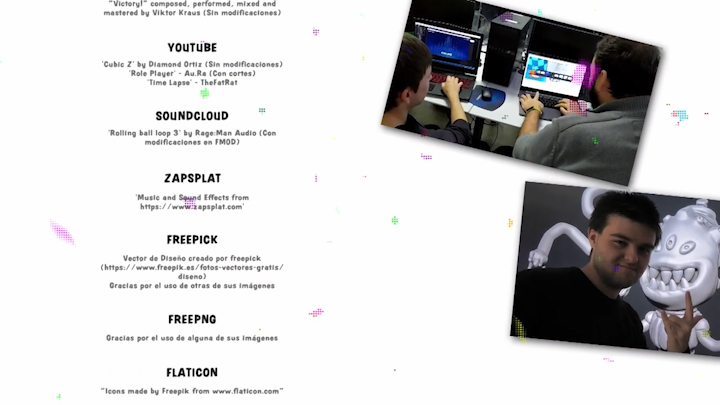 "Victory!" composed, performed, mixed and
mastered by Viktor Kraus (Sin modificaciones)
YOUTUBE
'Cubic Z' by Diamond Ortiz (Sin modificaciones)
'Role Player' - Au.Ra (Con cortes)
'Time Lapse' - TheFatRat
SOUNDCLOUD
'Rolling ball loop 3' by Rage:Man Audio (Con
modificaciones en FMOD)
ZAPSPLAT
'Music and Sound Effects from
https://www.zapsplat.com'
FREEPICK
Vector de Diseño creado por freepick
(https://www.freepik.es/fotos-vectores-gratis/
diseno)
Gracias por el uso de otras de sus imágenes
FREEPNG
Gracias por el uso de alguna de sus imágenes
FLATICON
"Icons made by Freepik from www.flaticon.com"